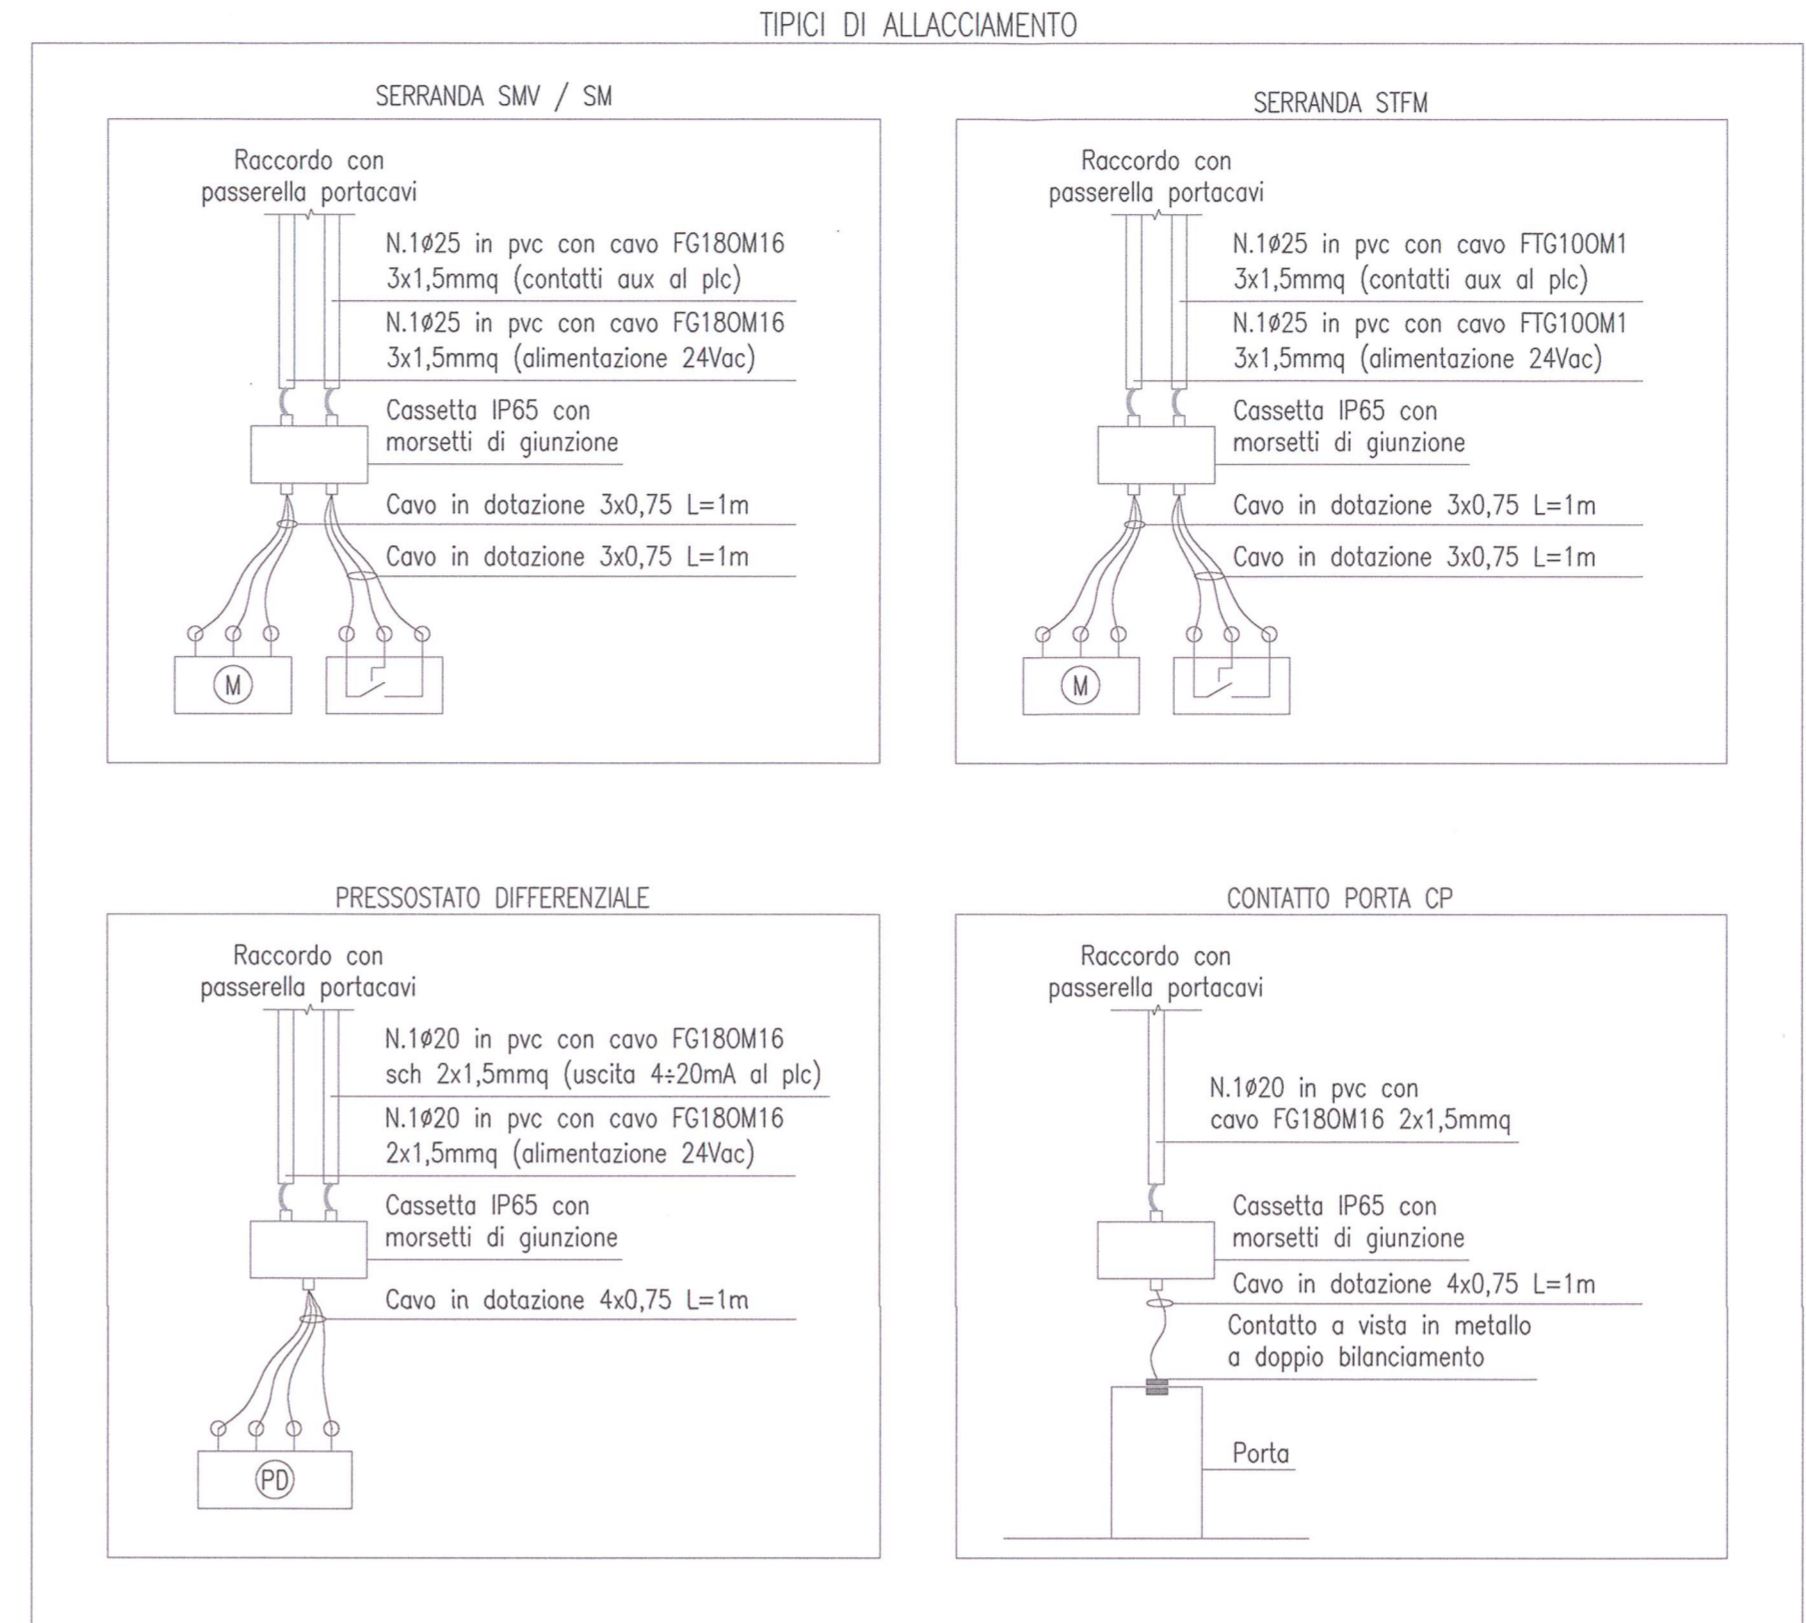 TIPICI DI ALLACCIAMENTO
SERRANDA SMV / SM
Raccordo con
passerella portacavi
N.1ø25 in pvc con cavo FG18OM16
3x1,5mmq (contatti aux al plc)
N.1ø25 in pvc con cavo FG18OM16
3x1,5mmq (alimentazione 24Vac)
Cassetta IP65 con
morsetti di giunzione
Cavo in dotazione 3x0,75 L=1m
Cavo in dotazione 3x0,75 L=1m
M
SERRANDA STFM
Raccordo con
passerella portacavi
N.1ø25 in pvc con cavo FTG10OM1
3x1,5mmq (contatti aux al plc)
N.1ø25 in pvc con cavo FTG10OM1
3x1,5mmq (alimentazione 24Vac)
Cassetta IP65 con
morsetti di giunzione
Cavo in dotazione 3x0,75 L=1m
Cavo in dotazione 3x0,75 L=1m
M
PRESSOSTATO DIFFERENZIALE
Raccordo con
passerella portacavi
N.1ø20 in pvc con cavo FG18OM16
sch 2x1,5mmq (uscita 4÷20mA al plc)
N.1ø20 in pvc con cavo FG18OM16
2x1,5mmq (alimentazione 24Vac)
Cassetta IP65 con
morsetti di giunzione
Cavo in dotazione 4x0,75 L=1m
PD
CONTATTO PORTA CP
Raccordo con
passerella portacavi
N.1ø20 in pvc con
cavo FG18OM16 2x1,5mmq
Cassetta IP65 con
morsetti di giunzione
Cavo in dotazione 4x0,75 L=1m
Contatto a vista in metallo
a doppio bilanciamento
Porta